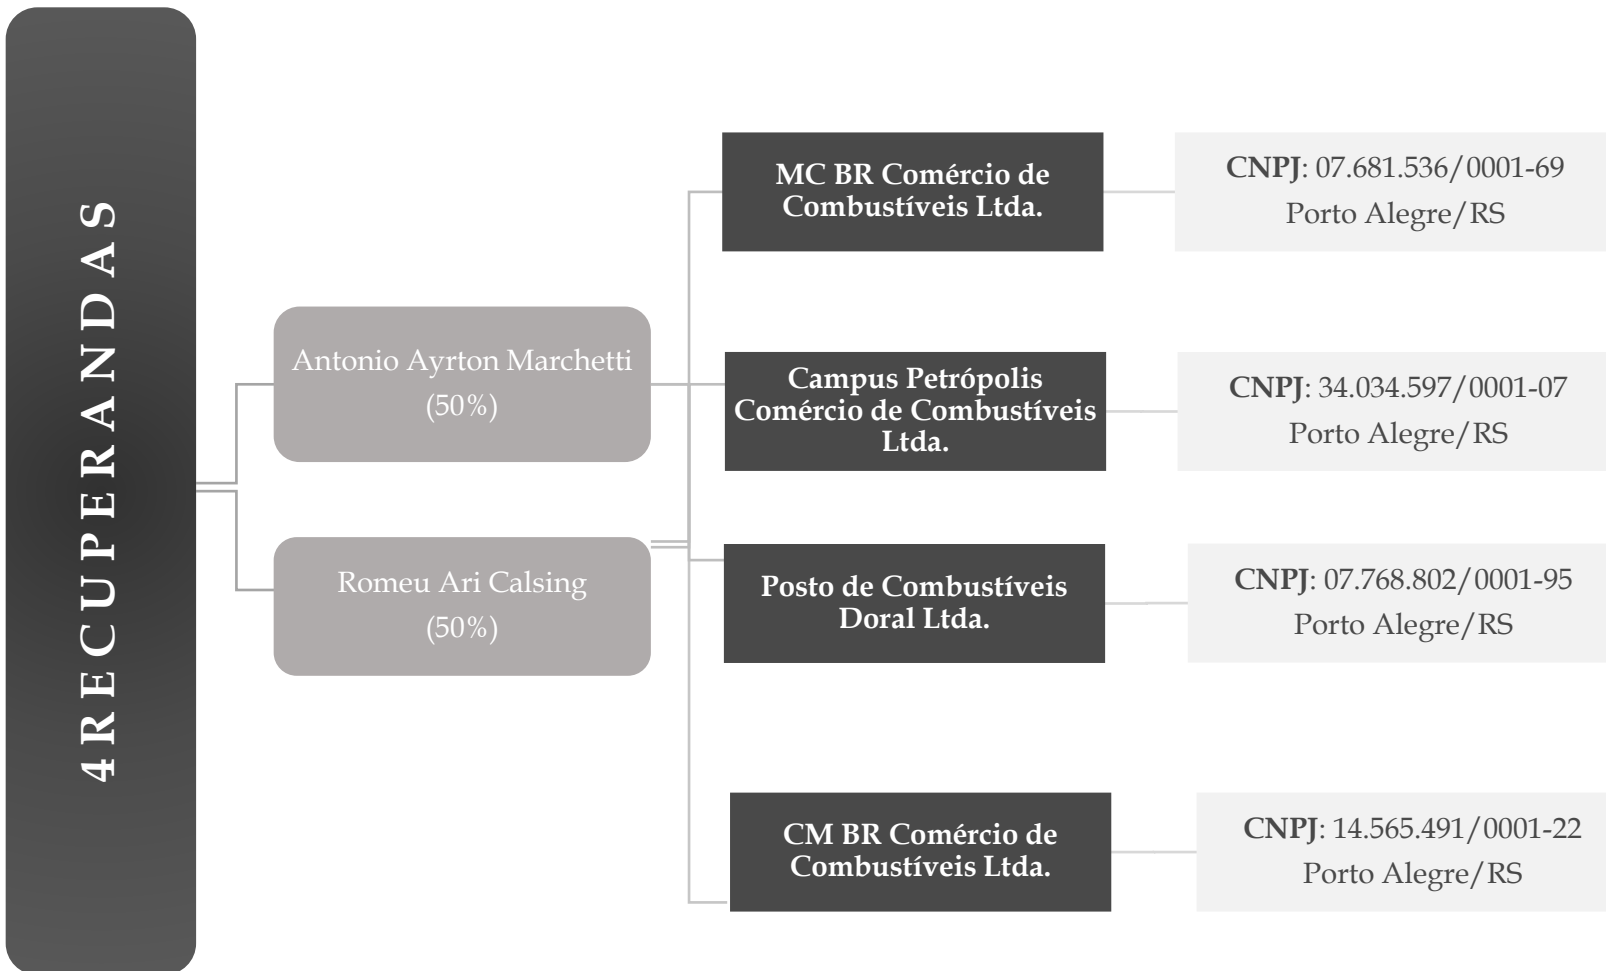 4 RECUPERANDAS
Antonio Ayrton Marchetti
(50%)
Romeu Ari Calsing
(50%)
MC BR Comércio de
Combustíveis Ltda.
CNPJ: 07.681.536/0001-69
Porto Alegre/RS
Campus Petrópolis
Comércio de Combustíveis
Ltda.
CNPJ: 34.034.597/0001-07
Porto Alegre/RS
Posto de Combustíveis
Doral Ltda.
CNPJ: 07.768.802/0001-95
Porto Alegre/RS
CM BR Comércio de
Combustíveis Ltda.
CNPJ: 14.565.491/0001-22
Porto Alegre/RS